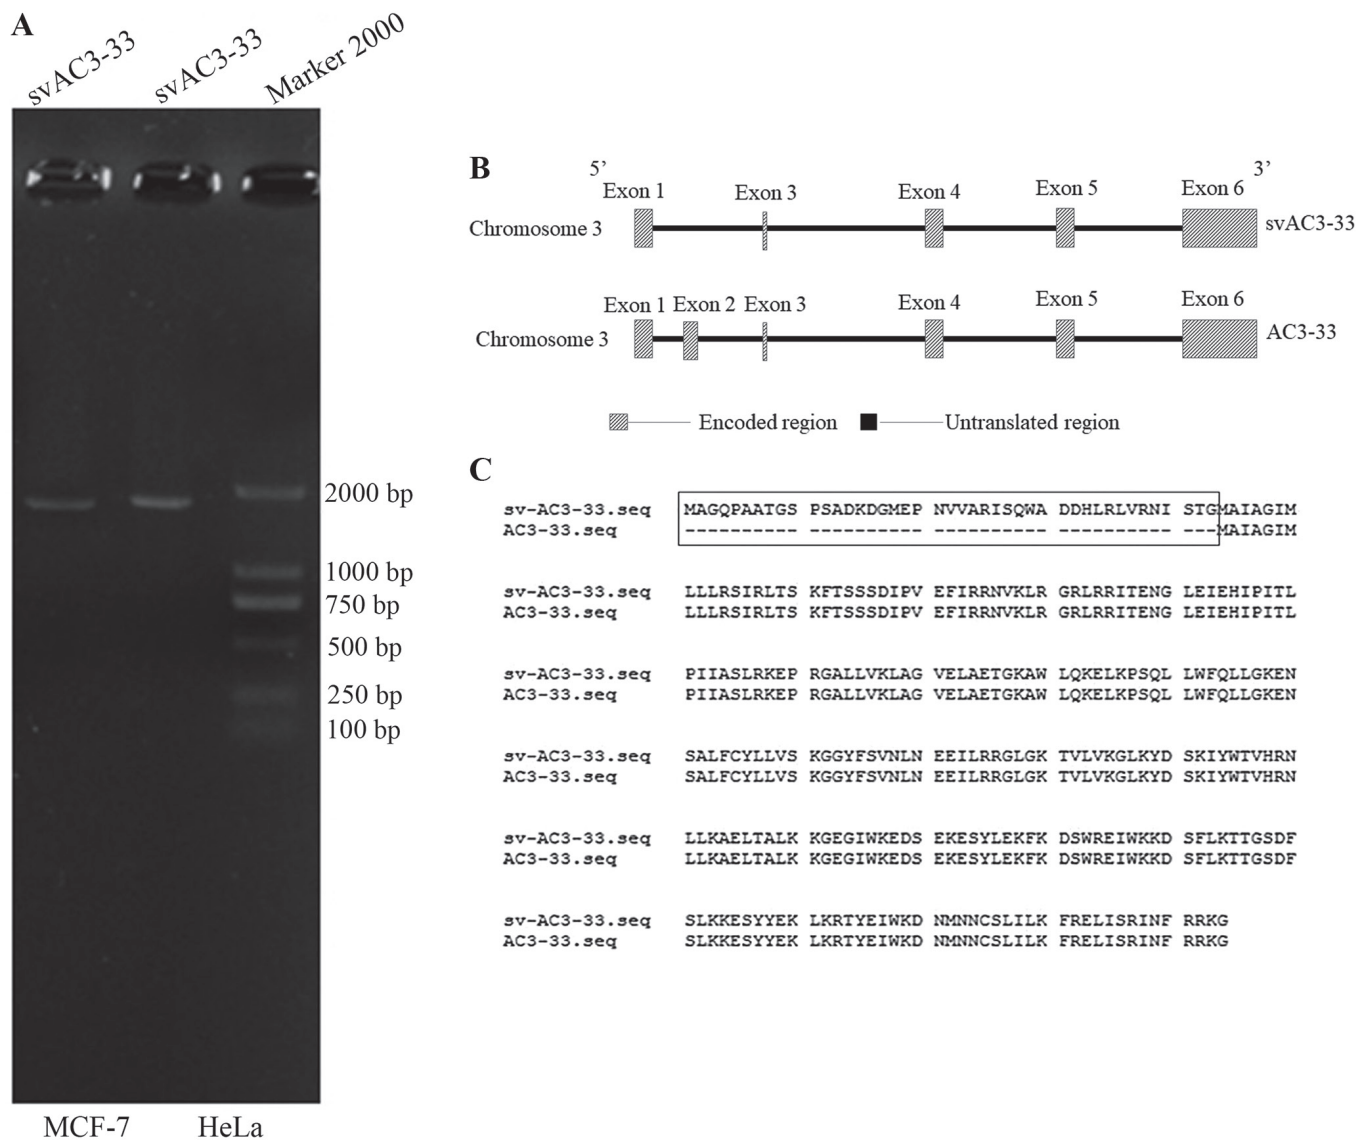 A
svAC3-33 svAC3-33 Marker 2000
2000 bp
1000 bp
750 bp
500 bp
250 bp
100 bp
MCF-7 HeLa
B
5’ 3’
Exon 1 Exon 3 Exon 4 Exon 5 Exon 6
Chromosome 3 svAC3-33
Exon 1 Exon 2 Exon 3 Exon 4 Exon 5 Exon 6
Chromosome 3 AC3-33
Encoded region Untranslated region
C
sv-AC3-33.seq MAGQPAATGS PSADKDGMEP NVVARISQWA DDHLRLVRNI STGMAIAGIM
AC3-33.seq ---------- ---------- ---------- ---------- ---MAIAGIM
sv-AC3-33.seq LLLRSIRLTS KFTSSSDIPV EFIRRNVKLR GRLRRITENG LEIEHIPITL
AC3-33.seq LLLRSIRLTS KFTSSSDIPV EFIRRNVKLR GRLRRITENG LEIEHIPITL
sv-AC3-33.seq PIIASLRKEP RGALLVKLAG VELAETGKAW LQKELKPSQL LWFQLLGKEN
AC3-33.seq PIIASLRKEP RGALLVKLAG VELAETGKAW LQKELKPSQL LWFQLLGKEN
sv-AC3-33.seq SALFCYLLVS KGGYFSVNLN EEILRRGLGK TVLVKGLKYD SKIYWTVHRN
AC3-33.seq SALFCYLLVS KGGYFSVNLN EEILRRGLGK TVLVKGLKYD SKIYWTVHRN
sv-AC3-33.seq LLKAELTALK KGEGIWKEDS EKESYLEKFK DSWREIWKKD SFLKTTGSDF
AC3-33.seq LLKAELTALK KGEGIWKEDS EKESYLEKFK DSWREIWKKD SFLKTTGSDF
sv-AC3-33.seq SLKKESYYEK LKRTYEIWKD NMNNCSLILK FRELISRINF RRKG
AC3-33.seq SLKKESYYEK LKRTYEIWKD NMNNCSLILK FRELISRINF RRKG